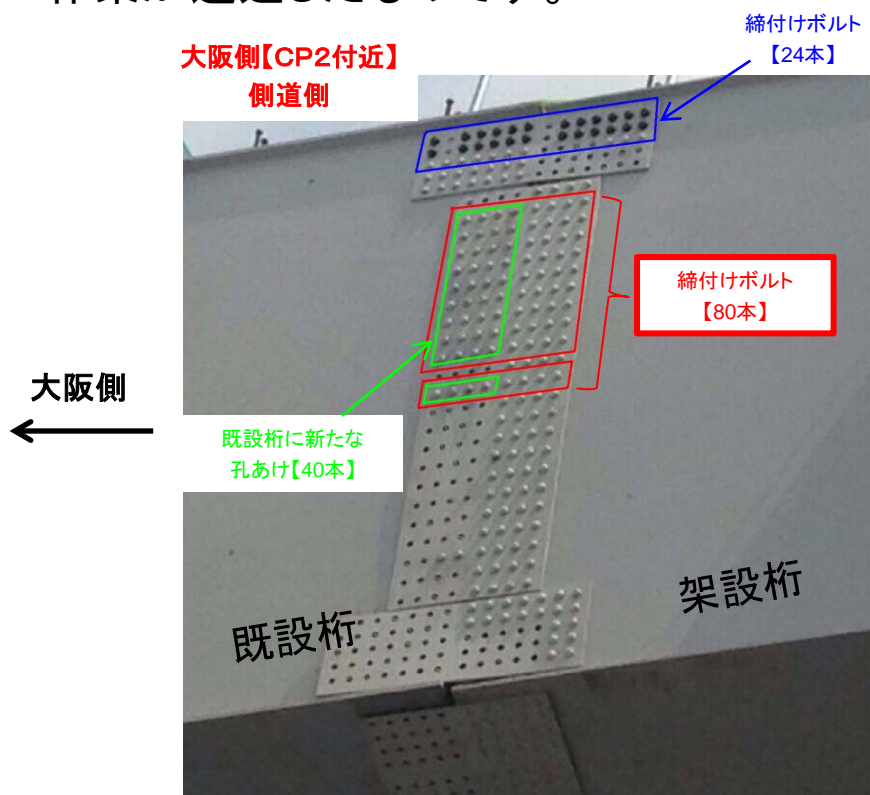 締付けボルト
【24本】
大阪側【CP2付近】
側道側
締付けボルト
【80本】
大阪側
既設桁に新たな
孔あけ【40本】
架設桁
既設桁